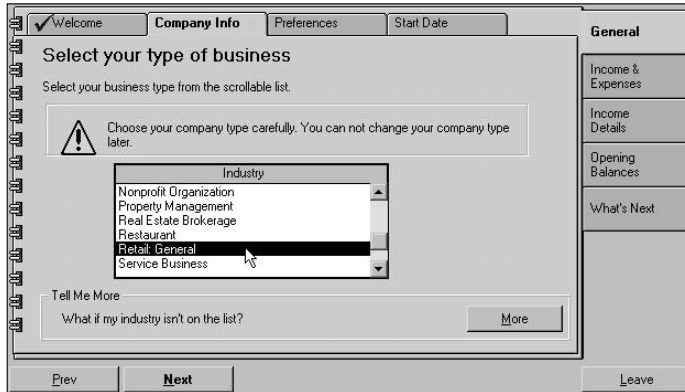 Welcome
Company Info
Preferences
Start Date
General
Income &
Expenses
Income
Details
Opening
Balances
What's Next
Select your type of business
Select your business type from the scrollable list.
Choose your company type carefully. You can not change your company type
later.
Industry
Nonprofit Organization
Property Management
Real Estate Brokerage
Restaurant
Retail: General
Service Business
Tell Me More
What if my industry isn't on the list?
More
Prev
Next
Leave